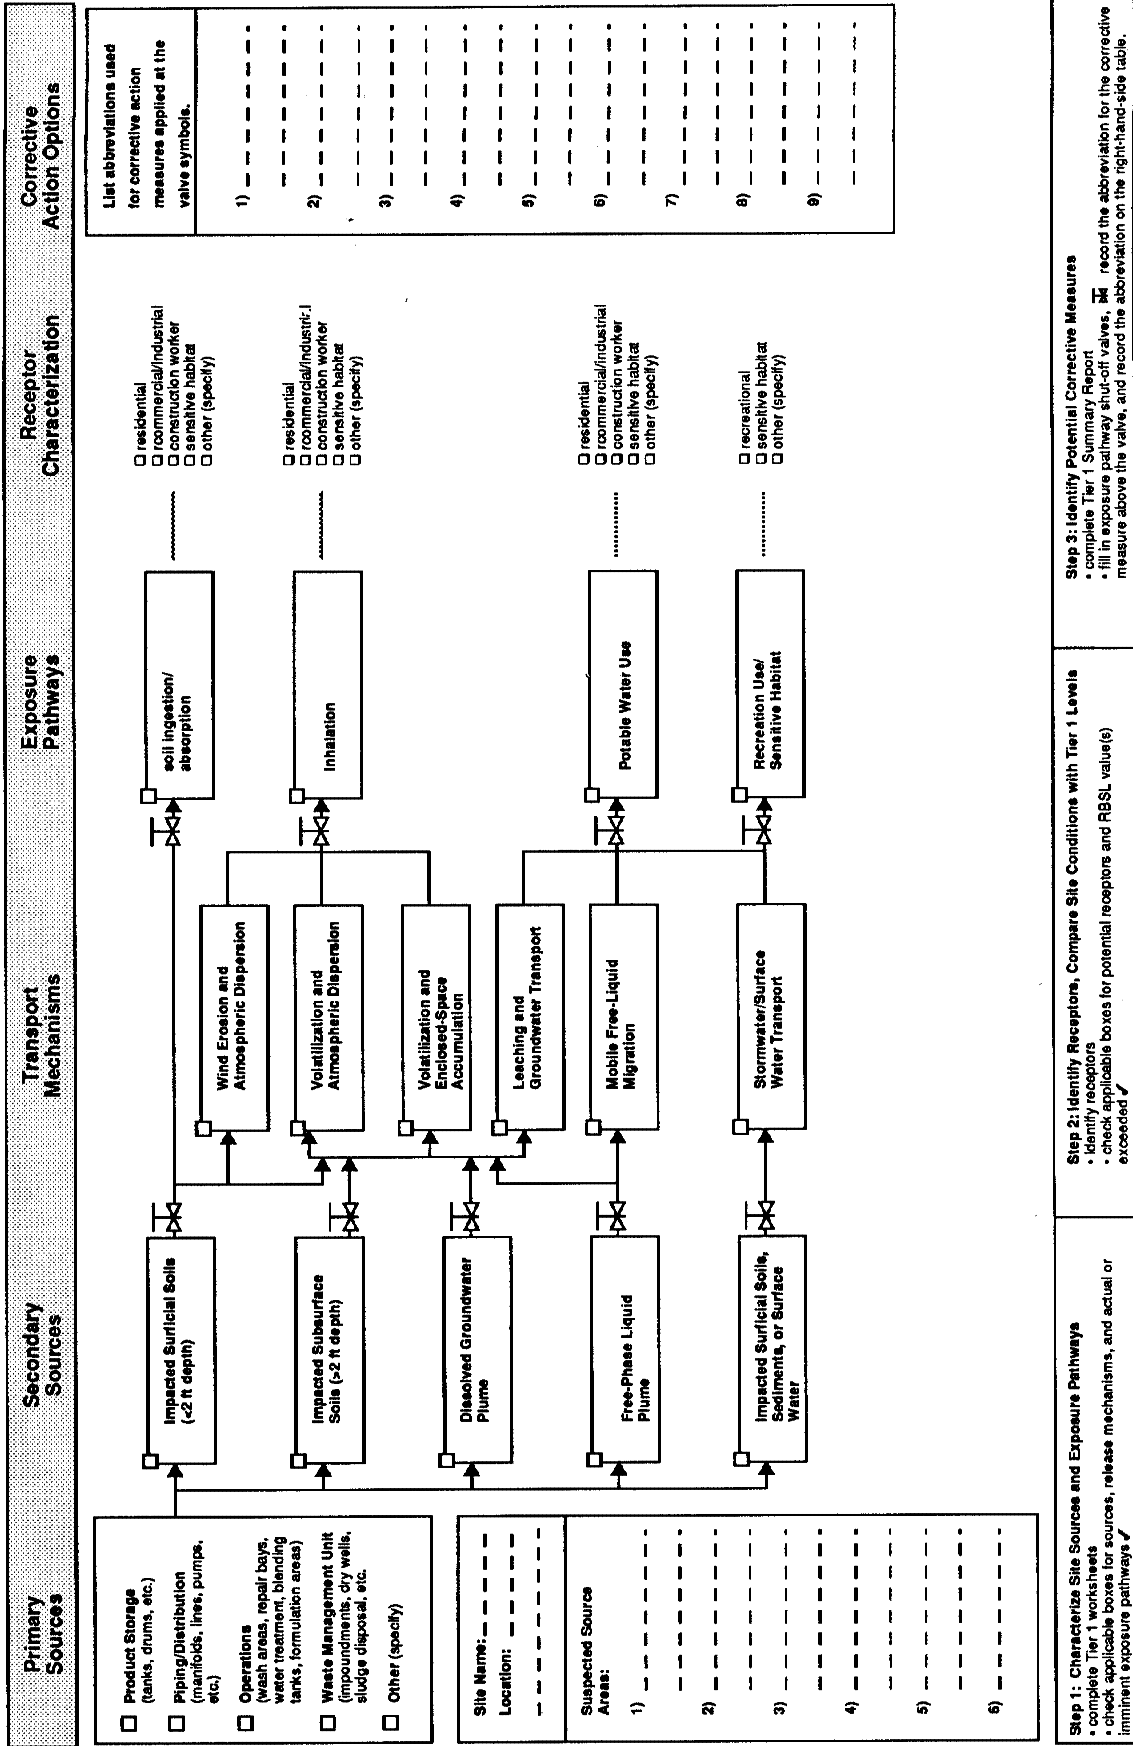 Primary
Sources
Secondary
Sources
Transport
Mechanisms
Exposure
Pathways
Receptor
Characterization
Corrective
Action Options
Product Storage
(tanks, drums, etc.)
Piping/Distribution
(manifolds, lines, pumps,
etc.)
Operations
(wash areas, repair bays,
water treatment, blending
tanks, formulation areas)
Waste Management Unit
(impoundments, dry wells,
sludge disposal, etc.
Other (specify)
Site Name:
Location:
Suspected Source
Areas:
1)
2)
3)
4)
5)
6)
Impacted Surficial Soils
(<2 ft depth)
Impacted Subsurface
Soils (>2 ft depth)
Dissolved Groundwater
Plume
Free-Phase Liquid
Plume
Impacted Surficial Soils,
Sediments, or Surface
Water
Wind Erosion and
Atmospheric Dispersion
Volatilization and
Atmospheric Dispersion
Volatilization and
Enclosed-Space
Accumulation
Leaching and
Groundwater Transport
Mobile Free-Liquid
Migration
Stormwater/Surface
Water Transport
soil ingestion/
absorption
Inhalation
Potable Water Use
Recreation Use/
Sensitive Habitat
residential
rcommercial/industrial
construction worker
sensitive habitat
other (specify)
residential
rcommercial/industrial
construction worker
sensitive habitat
other (specify)
residential
rcommercial/industrial
construction worker
sensitive habitat
other (specify)
recreational
sensitive habitat
other (specify)
List abbreviations used
for corrective action
measures applied at the
valve symbols.
1)
2)
3)
4)
5)
6)
7)
8)
9)
Step 1: Characterize Site Sources and Exposure Pathways
• complete Tier 1 worksheets
• check applicable boxes for sources, release mechanisms, and actual or
imminent exposure pathways ✓
Step 2: Identify Receptors, Compare Site Conditions with Tier 1 Levels
• Identify receptors
• check applicable boxes for potential receptors and RBSL value(s)
exceeded ✓
Step 3: Identify Potential Corrective Measures
• complete Tier 1 Summary Report
• fill in exposure pathway shut-off valves, record the abbreviation for the corrective
measure above the valve, and record the abbreviation on the right-hand-side table.